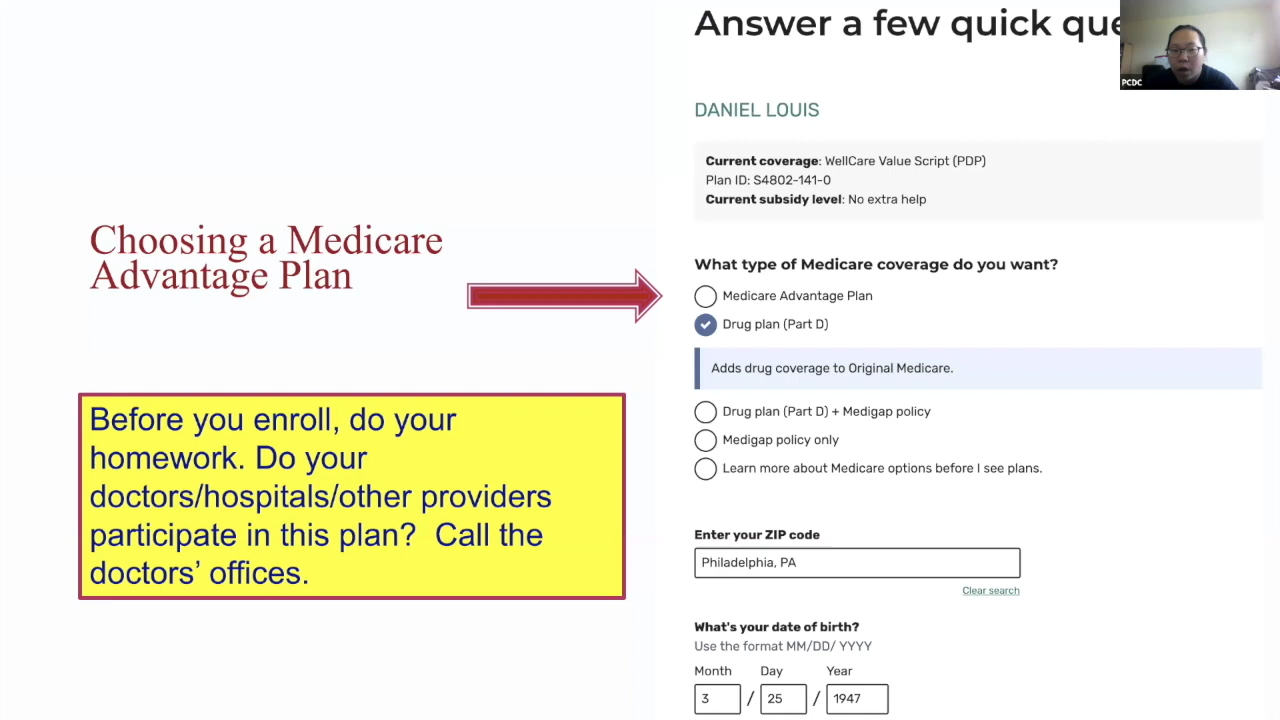 Choosing a Medicare
Advantage Plan
Before you enroll, do your
homework. Do your
doctors/hospitals/other providers
participate in this plan?  Call the
doctors’ offices.
Answer a few quick que
DANIEL LOUIS
Current coverage: WellCare Value Script (PDP)
Plan ID: S4802-141-0
Current subsidy level: No extra help
What type of Medicare coverage do you want?
Medicare Advantage Plan
Drug plan (Part D)
Adds drug coverage to Original Medicare.
Drug plan (Part D) + Medigap policy
Medigap policy only
Learn more about Medicare options before I see plans.
Enter your ZIP code
Philadelphia, PA
Clear search
What's your date of birth?
Use the format MM/DD/ YYYY
Month Day Year
3 / 25 / 1947
PCDC